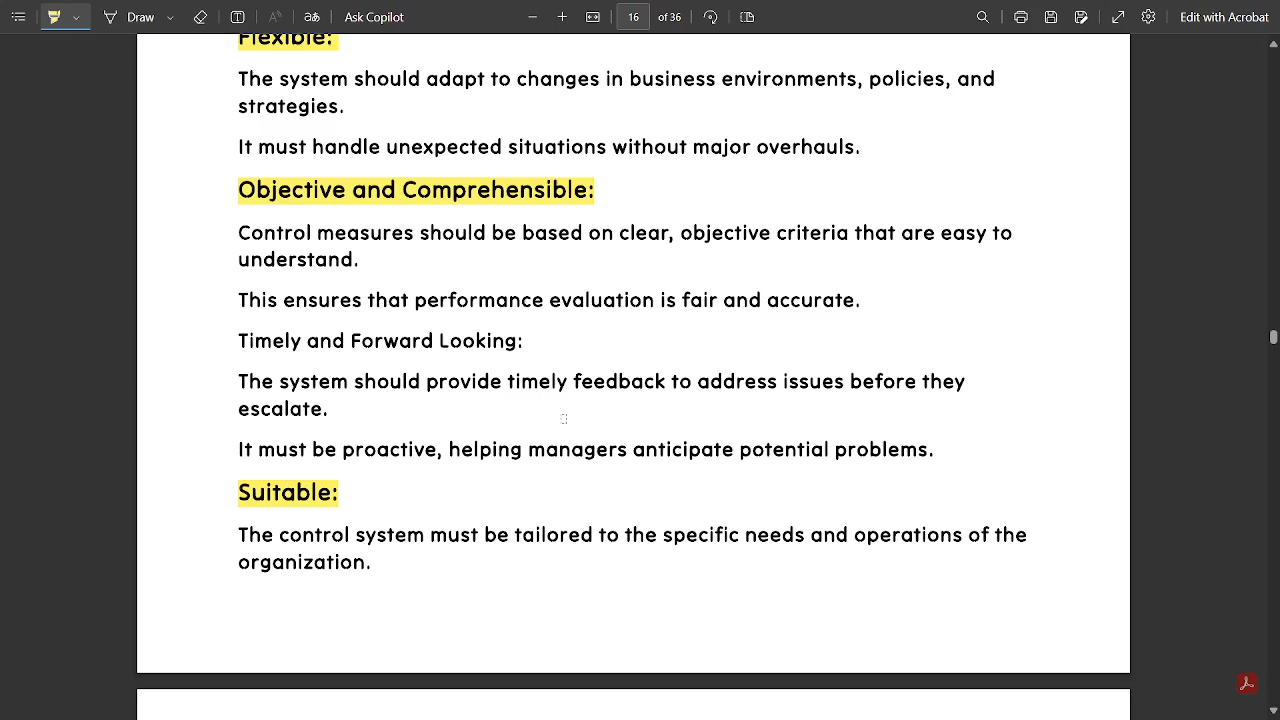 Draw
Ask Copilot
16 of 36
Edit with Acrobat
Flexible:
The system should adapt to changes in business environments, policies, and
strategies.
It must handle unexpected situations without major overhauls.
Objective and Comprehensible:
Control measures should be based on clear, objective criteria that are easy to
understand.
This ensures that performance evaluation is fair and accurate.
Timely and Forward Looking:
The system should provide timely feedback to address issues before they
escalate.
It must be proactive, helping managers anticipate potential problems.
Suitable:
The control system must be tailored to the specific needs and operations of the
organization.